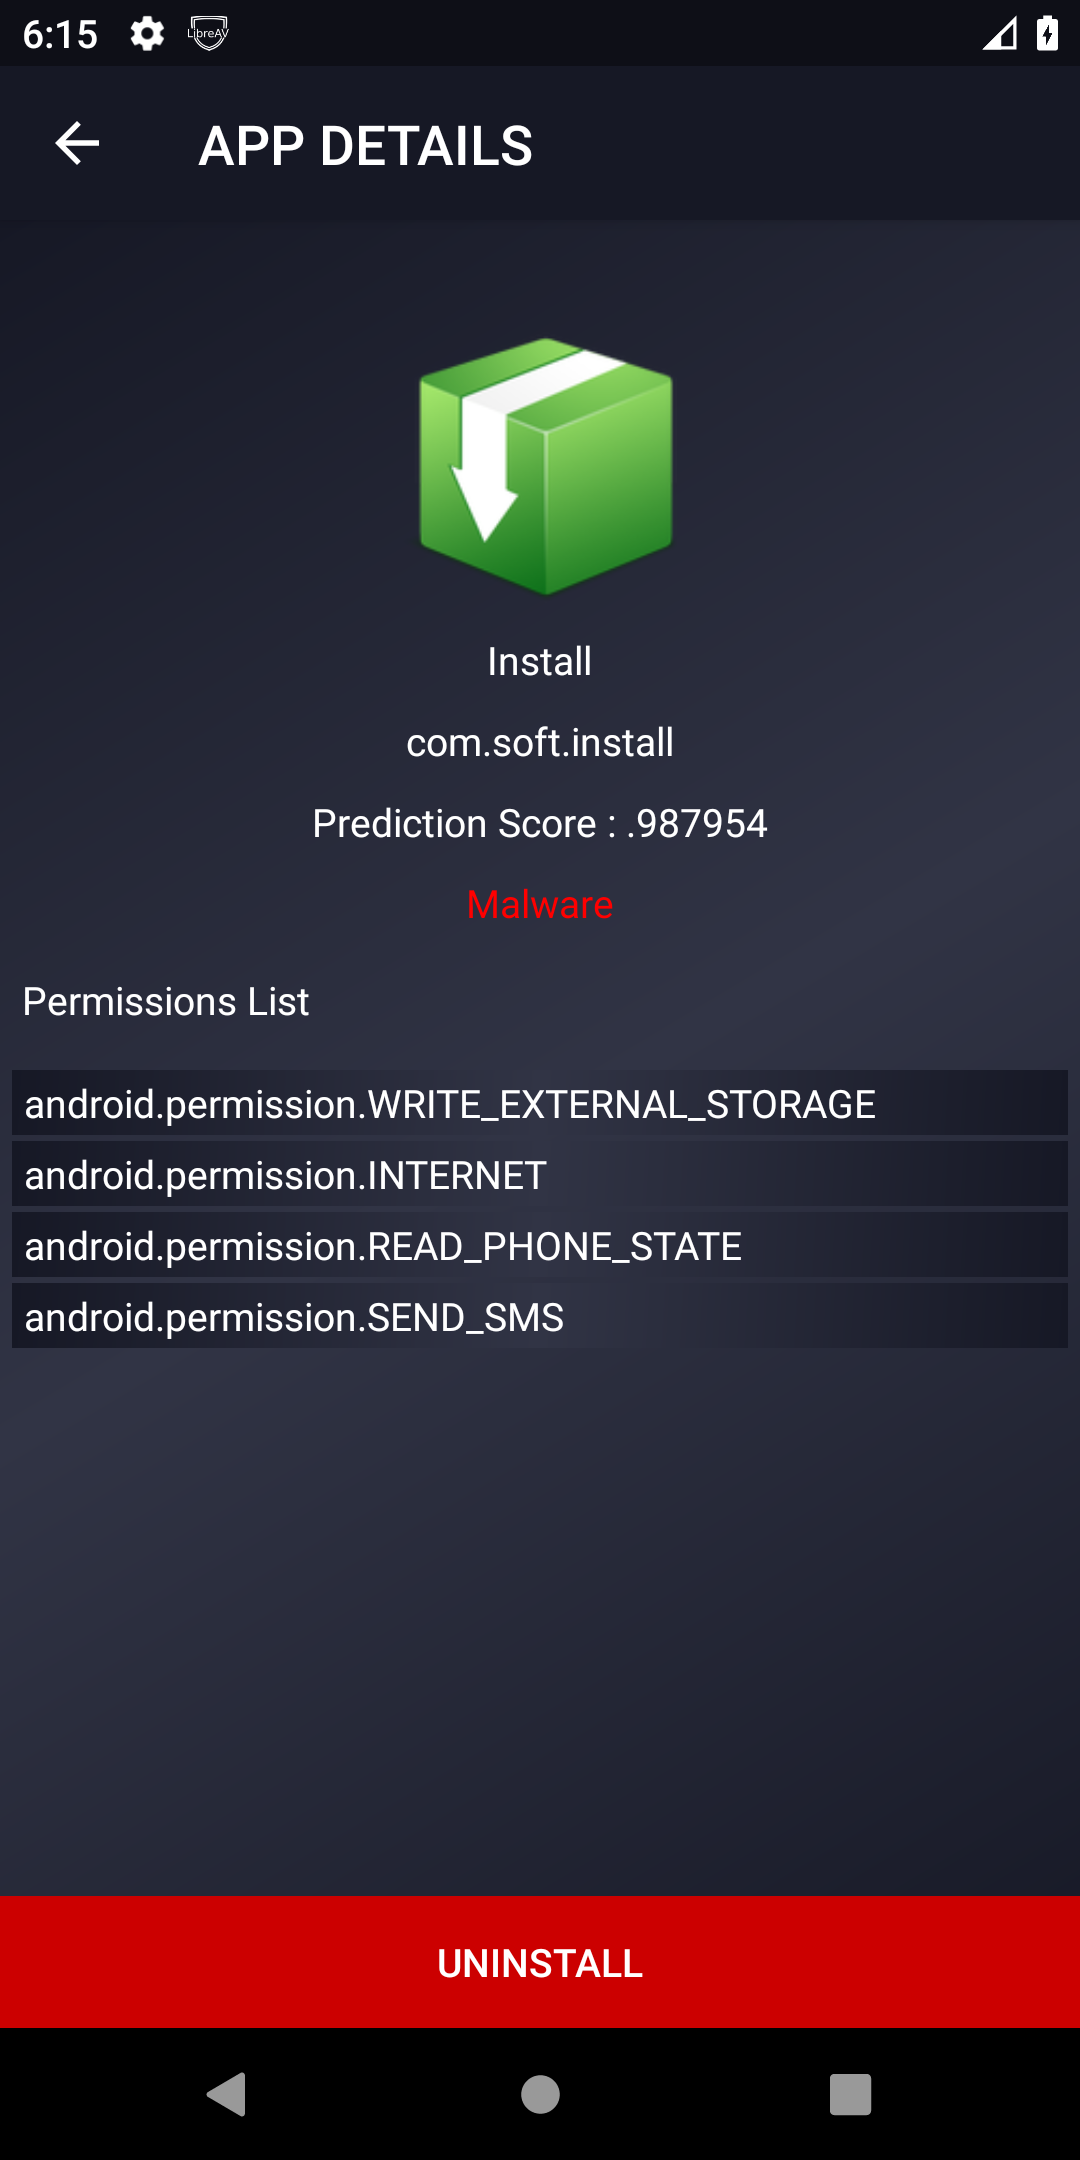 6:15 LibreAV
APP DETAILS
Install
com.soft.install
Prediction Score : .987954
Malware
Permissions List
android.permission.WRITE_EXTERNAL_STORAGE
android.permission.INTERNET
android.permission.READ_PHONE_STATE
android.permission.SEND_SMS
UNINSTALL